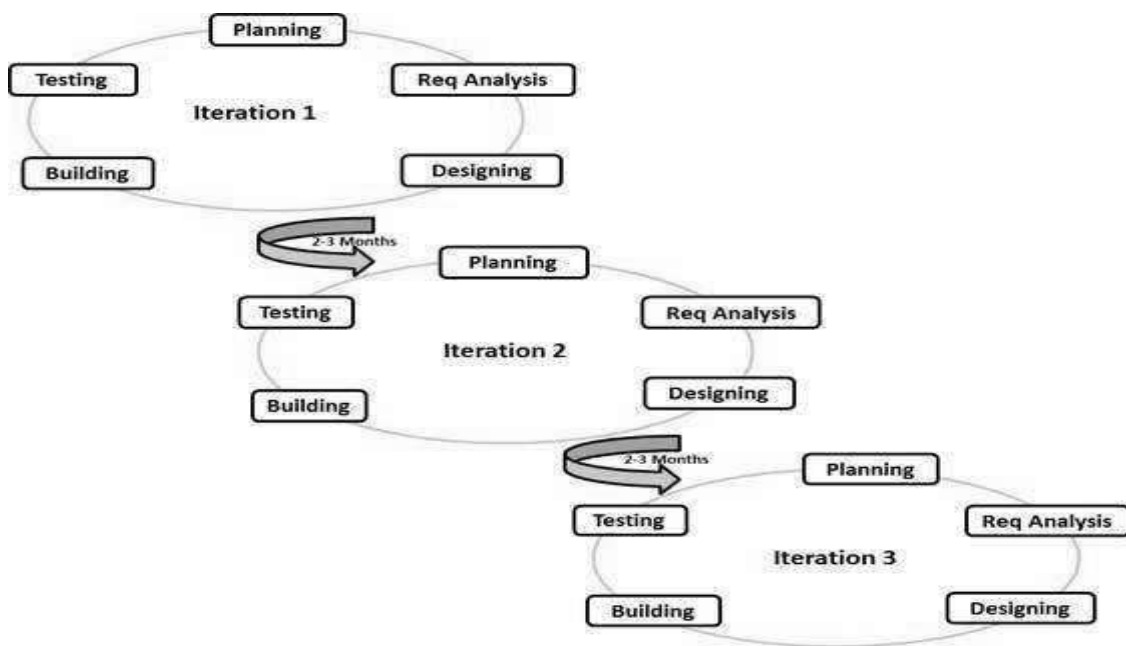 Planning
Testing
Req Analysis
Iteration 1
Building
Designing
2-3 Months
Planning
Testing
Req Analysis
Iteration 2
Building
Designing
2-3 Months
Planning
Testing
Req Analysis
Iteration 3
Building
Designing